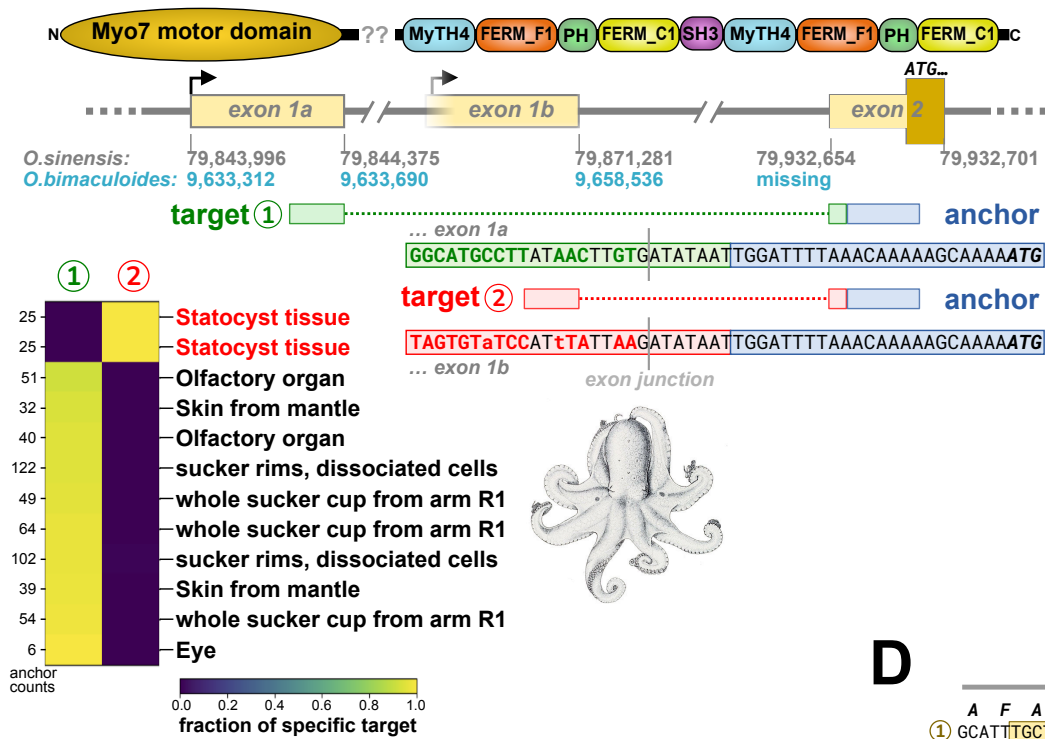 N Myo7 motor domain ?? MyTH4 FERM_F1 PH FERM_C1 SH3 MyTH4 FERM_F1 PH FERM_C1 C
ATG...
exon 1a exon 1b exon 2
O.sinensis: 79,843,996 79,844,375 79,871,281 79,932,654 79,932,701
O.bimaculoides: 9,633,312 9,633,690 9,658,536 missing
target ① anchor
... exon 1a
GGCATGCCTTATAACTTGTGATATAATTGGATTTTAAACAAAAAGCAAAAATG
① ② target ② anchor
TAGTGTaTCCATtTATTAAGATATAATTGGATTTTAAACAAAAAGCAAAAATG
... exon 1b
exon junction
25 Statocyst tissue
25 Statocyst tissue
51 Olfactory organ
32 Skin from mantle
40 Olfactory organ
122 sucker rims, dissociated cells
49 whole sucker cup from arm R1
64 whole sucker cup from arm R1
102 sucker rims, dissociated cells
39 Skin from mantle
54 whole sucker cup from arm R1
6 Eye
anchor
counts
0.0 0.2 0.4 0.6 0.8 1.0
fraction of specific target
D
A F A
① GCATTTGC